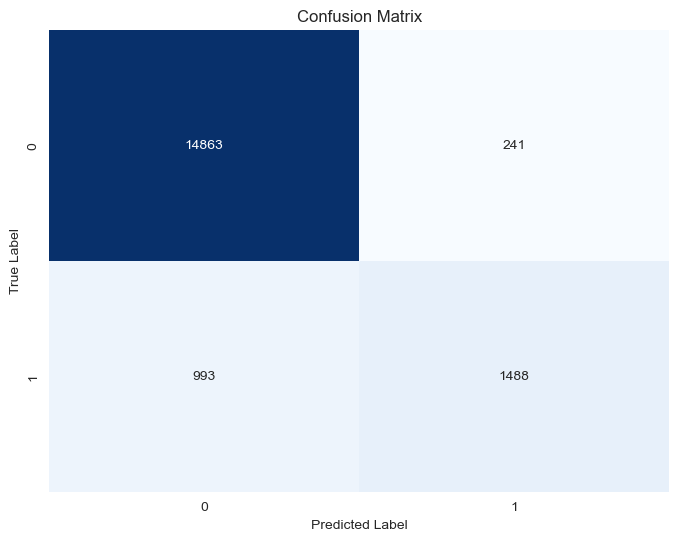 Confusion Matrix
0
14863
241
True Label
1
993
1488
0
1
Predicted Label